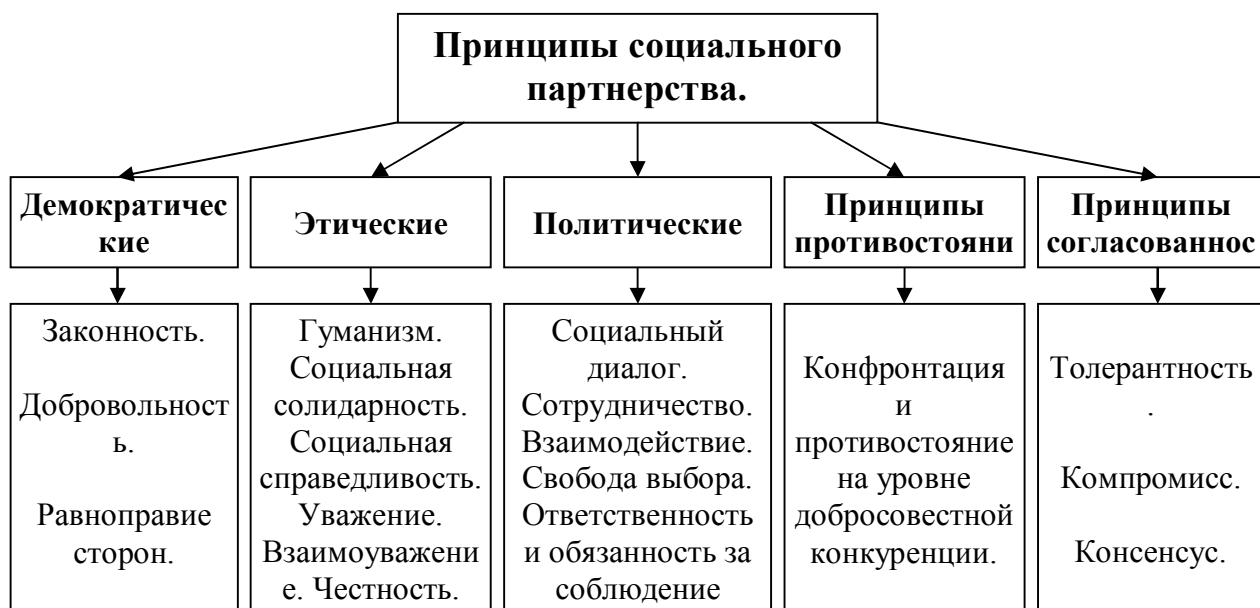 Принципы социального
партнерства.
Демократичес
кие
Этические
Политические
Принципы
противостояни
Принципы
согласованнос
Законность.
Добровольност
ь.
Равноправие
сторон.
Гуманизм.
Социальная
солидарность.
Социальная
справедливость.
Уважение.
Взаимоуважени
е. Честность.
Социальный
диалог.
Сотрудничество.
Взаимодействие.
Свобода выбора.
Ответственность
и обязанность за
соблюдение
Конфронтация
и
противостояние
на уровне
добросовестной
конкуренции.
Толерантность
.
Компромисс.
Консенсус.